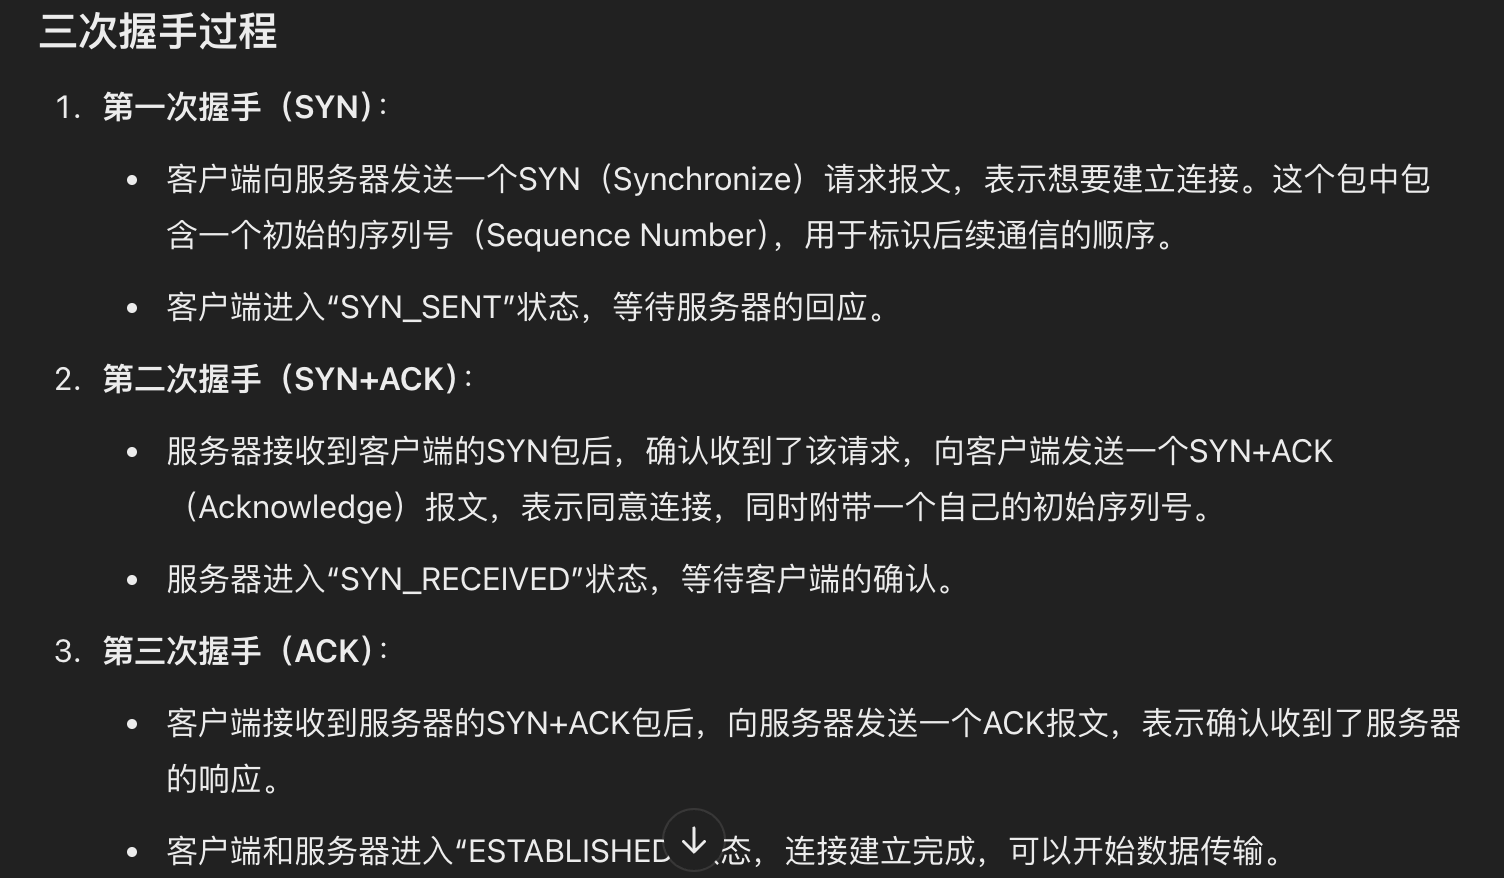 三次握手过程
1. 第一次握手（SYN）：
• 客户端向服务器发送一个SYN（Synchronize）请求报文，表示想要建立连接。这个包中包
含一个初始的序列号（Sequence Number），用于标识后续通信的顺序。
• 客户端进入“SYN_SENT”状态，等待服务器的回应。
2. 第二次握手（SYN+ACK）：
• 服务器接收到客户端的SYN包后，确认收到了该请求，向客户端发送一个SYN+ACK
（Acknowledge）报文，表示同意连接，同时附带一个自己的初始序列号。
• 服务器进入“SYN_RECEIVED”状态，等待客户端的确认。
3. 第三次握手（ACK）：
• 客户端接收到服务器的SYN+ACK包后，向服务器发送一个ACK报文，表示确认收到了服务器
的响应。
• 客户端和服务器进入“ESTABLISHED 态，连接建立完成，可以开始数据传输。